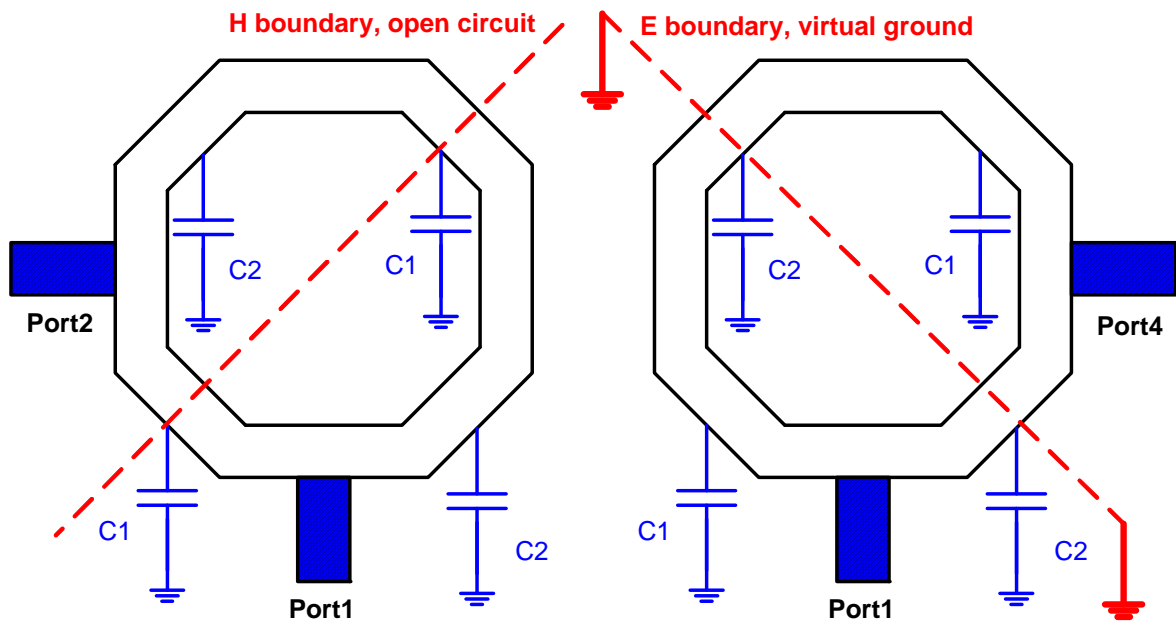 H boundary, open circuit
E boundary, virtual ground
C2
C1
Port2
C1
C2
Port1
C2
C1
Port4
C1
C2
Port1